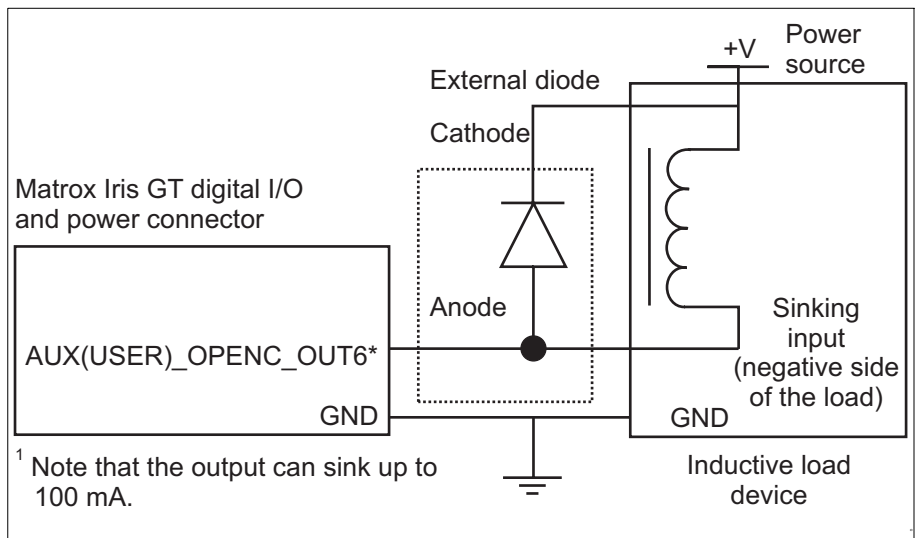 +V
Power
source
External diode
Cathode
Matrox Iris GT digital I/O
and power connector
Anode
AUX(USER)_OPENC_OUT6*
Sinking
input
(negative side
of the load)
GND
GND
1 Note that the output can sink up to
100 mA.
Inductive load
device